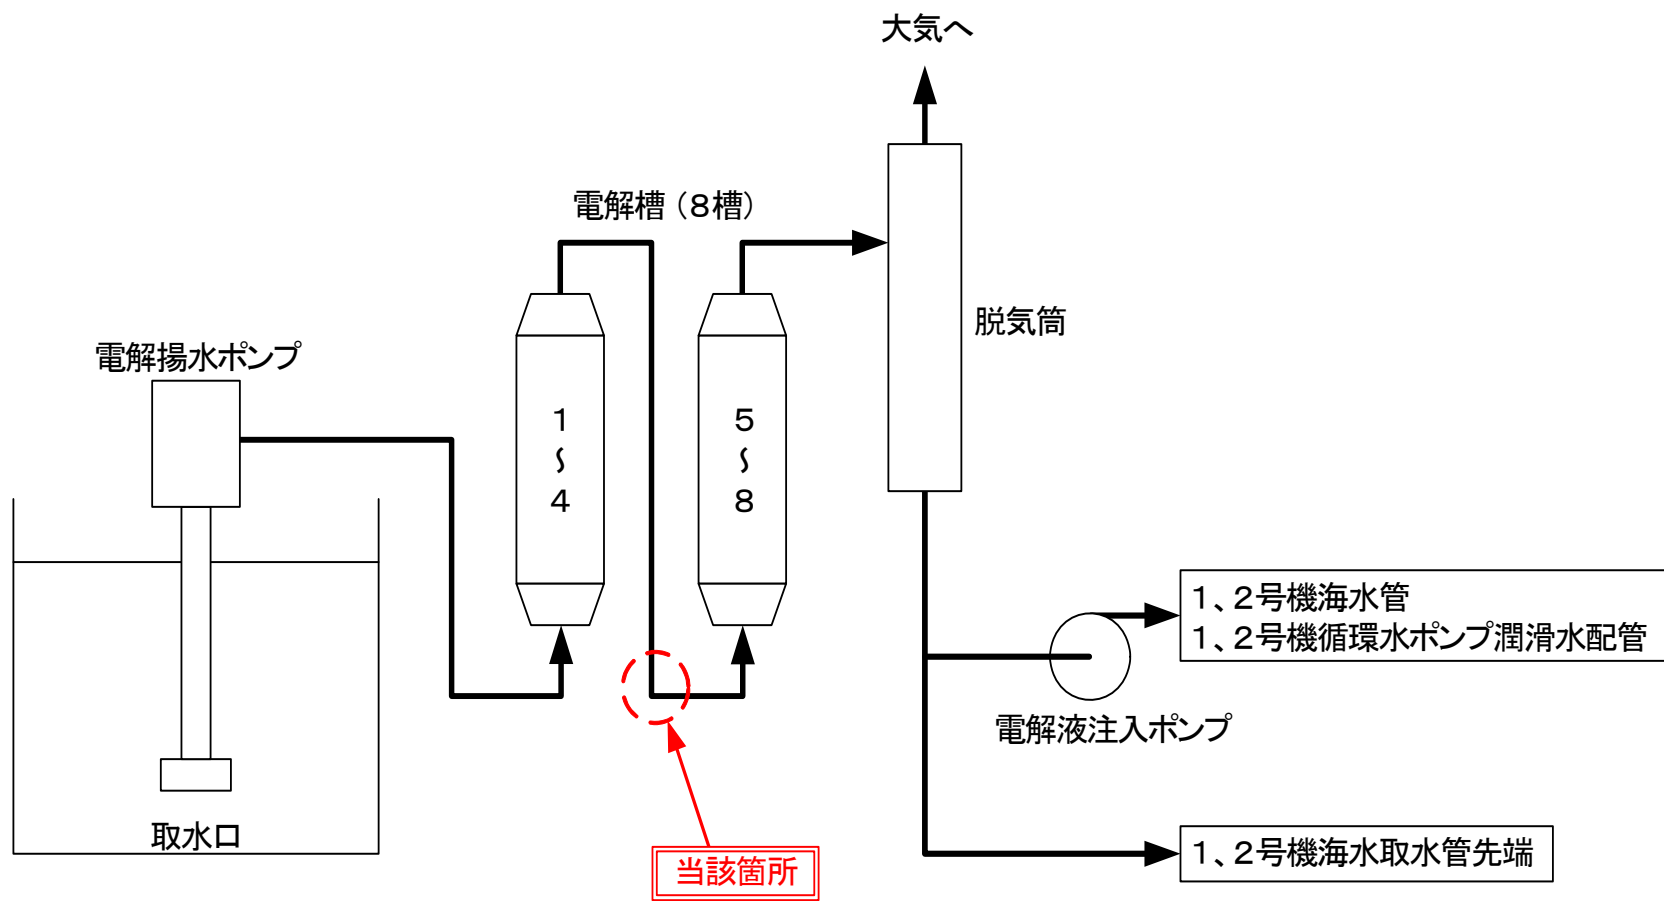 大気へ
電解槽（８槽）
脱気筒
電解揚水ポンプ
１
〜
４
５
〜
８
１、２号機海水管
１、２号機循環水ポンプ潤滑水配管
電解液注入ポンプ
取水口
１、２号機海水取水管先端
当該箇所